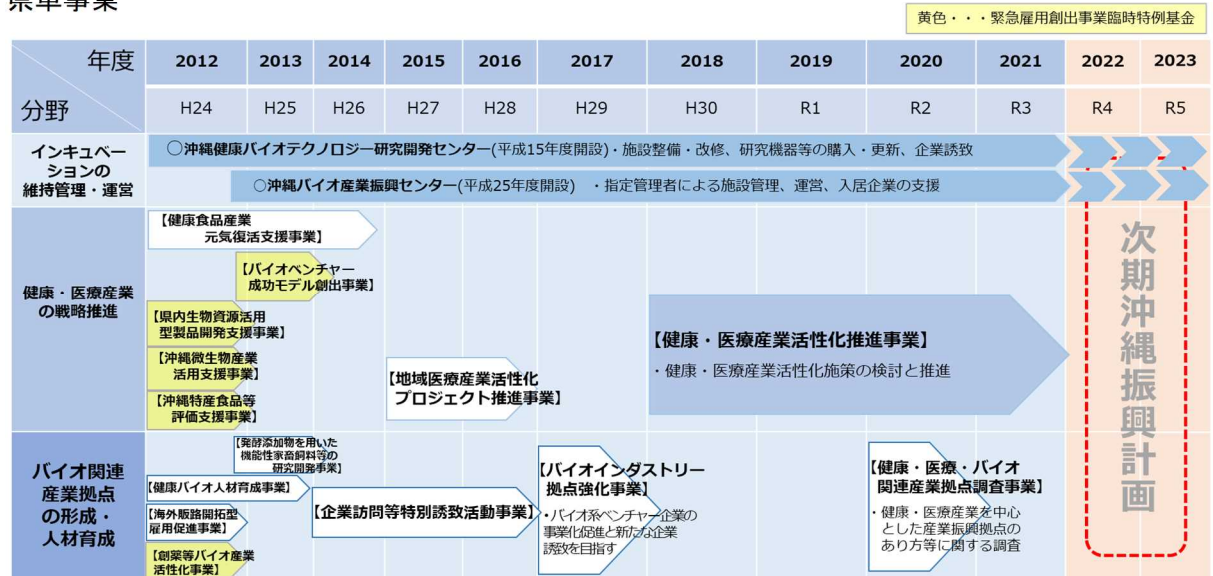 県単事業
黄色・・・緊急雇用創出事業臨時特例基金
年度
2012 2013 2014 2015 2016 2017 2018 2019 2020 2021 2022 2023
分野
H24 H25 H26 H27 H28 H29 H30 R1 R2 R3 R4 R5
インキュベー
ションの
維持管理・運営
○沖縄健康バイオテクノロジー研究開発センター(平成15年度開設)・施設整備・改修、研究機器等の購入・更新、企業誘致
○沖縄バイオ産業振興センター(平成25年度開設) ・指定管理者による施設管理、運営、入居企業の支援
健康・医療産業
の戦略推進
【健康食品産業
元気復活支援事業】
【バイオベンチャー
成功モデル創出事業】
【県内生物資源活用
型製品開発支援事業】
【沖縄微生物産業
活用支援事業】
【沖縄特産食品等
評価支援事業】
【地域医療産業活性化
プロジェクト推進事業】
【健康・医療産業活性化推進事業】
・健康・医療産業活性化施策の検討と推進
次期沖縄振興計画
バイオ関連
産業拠点
の形成・
人材育成
【発酵添加物を用いた
機能性家畜飼料等の
研究開発事業】
【健康バイオ人材育成事業】
【海外販路開拓型
雇用促進事業】
【創薬等バイオ産業
活性化事業】
【企業訪問等特別誘致活動事業】
【バイオインダストリー
拠点強化事業】
・バイオ系ベンチャー企業の
事業化促進と新たな企業
誘致を目指す
【健康・医療・バイオ
関連産業拠点調査事業】
・健康・医療産業を中心
とした産業振興拠点の
あり方等に関する調査